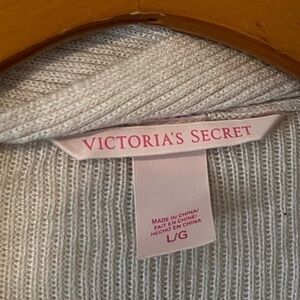 VICTORIA'S SECRET
MADE IN CHINA/
FAIT EN CHINE/
HECHO EN CHINA
L/G